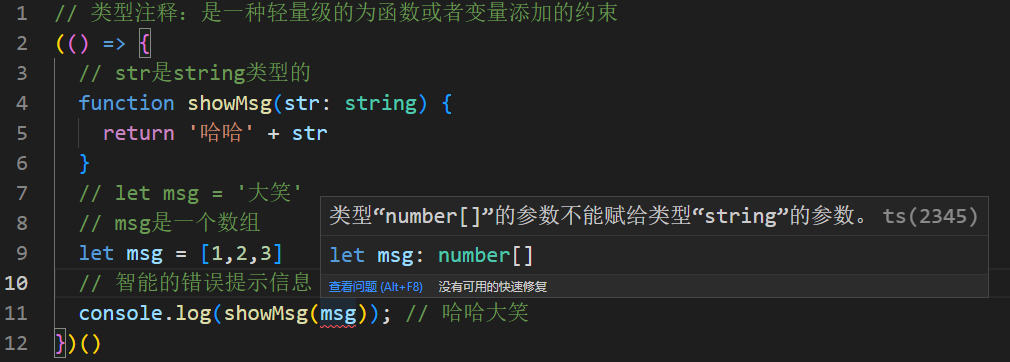 1 // 类型注释：是一种轻量级的为函数或者变量添加的约束
2 (() => {
3 // str是string类型的
4 function showMsg(str: string) {
5 return '哈哈' + str
6 }
7 // let msg = '大笑'
类型“number[]”的参数不能赋给类型“string”的参数。 ts(2345)
8 // msg是一个数组
9 let msg = [1,2,3]
let msg: number[]
10 // 智能的错误提示信息
查看问题 (Alt+F8) 没有可用的快速修复
11 console.log(showMsg(msg)); // 哈哈大笑
12 })()